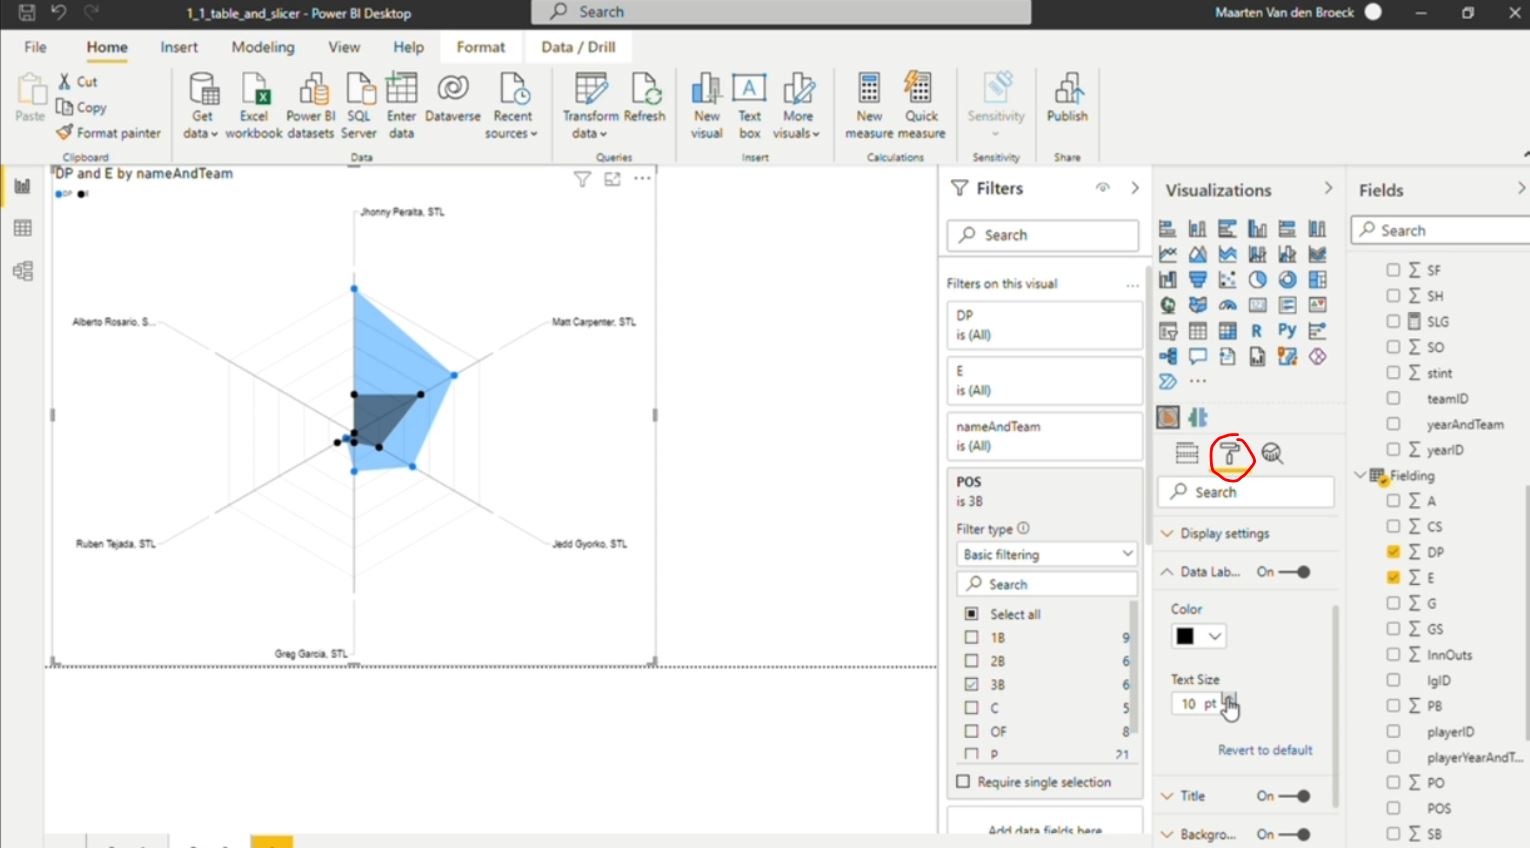 1_1_table_and_slicer - Power BI Desktop
Search
Maarten Van den Broeck
File
Home
Insert
Modeling
View
Help
Format
Data / Drill
Paste
Cut
Copy
Format painter
Clipboard
Get
data
Excel
workbook
Power BI
datasets
SQL
Server
Enter
data
Dataverse
Recent
sources
Data
Transform
data
Refresh
Queries
New
visual
Text
box
More
visuals
Insert
New
measure
Quick
measure
Calculations
Sensitivity
Sensitivity
Publish
Share
DP and E by nameAndTeam
DP
E
Jhonny Peralta, STL
Alberto Rosario, S...
Matt Carpenter, STL
Ruben Tejada, STL
Jedd Gyorko, STL
Greg Garcia, STL
Filters
Search
Filters on this visual
DP
is (All)
E
is (All)
nameAndTeam
is (All)
POS
is 3B
Filter type
Basic filtering
Search
Select all
1B 9
2B 6
3B 6
C 5
OF 8
P 21
Require single selection
Add data fields here
Visualizations
R
Py
Search
Display settings
Data Lab... On
Color
Text Size
10 pt
Revert to default
Title On
Backgro... On
Fields
Search
SF
SH
SLG
SO
stint
teamID
yearAndTeam
yearID
Fielding
A
CS
DP
E
G
GS
InnOuts
lgID
PB
playerID
playerYearAndT...
PO
POS
SB